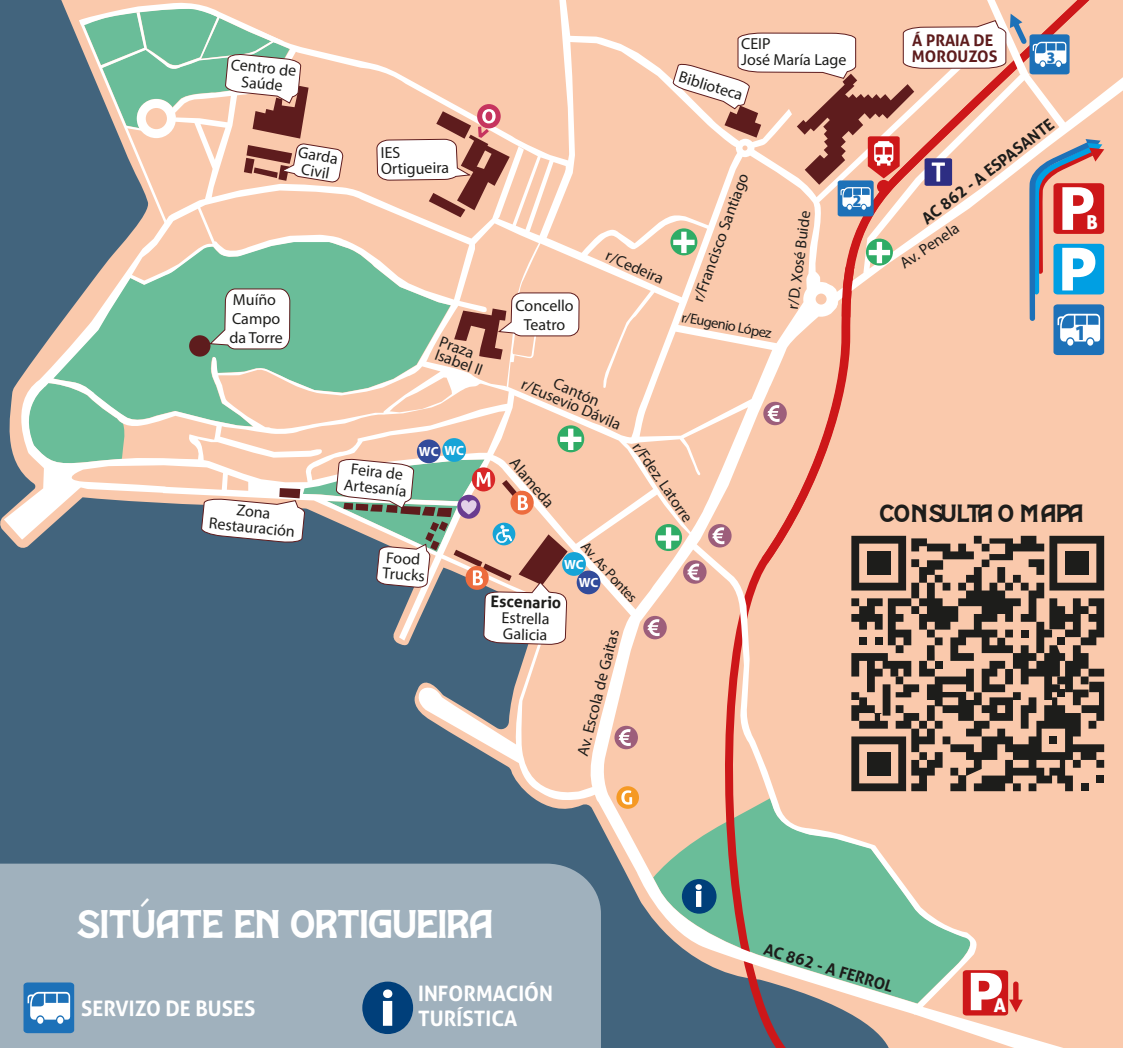 CEIP
José María Lage
Á PRAIA DE
MOROUZOS
3
Centro de
Saúde
Biblioteca
O
Garda
Civil
IES
Ortigueira
T
2
AC 862 - A ESPASANTE
PB
P
1
Av. Penela
r/Francisco Santiago
r/D. Xosé Buide
r/Cedeira
r/Eugenio López
Muíño
Campo
da Torre
Concello
Teatro
Praza
Isabel II
Cantón
r/Eusevio Dávila
€
r/Fdez. Latorre
WC
WC
Feira de
Artesanía
M
Alameda
B
Zona
Restauración
Food
Trucks
B
Escenario
Estrella
Galicia
WC
WC
Av. As Pontes
€
€
€
Av. Escola de Gaitas
€
G
CONSULTA O MAPA
i
AC 862 - A FERROL
PA
SITÚATE EN ORTIGUEIRA
SERVIZO DE BUSES
i
INFORMACIÓN
TURÍSTICA